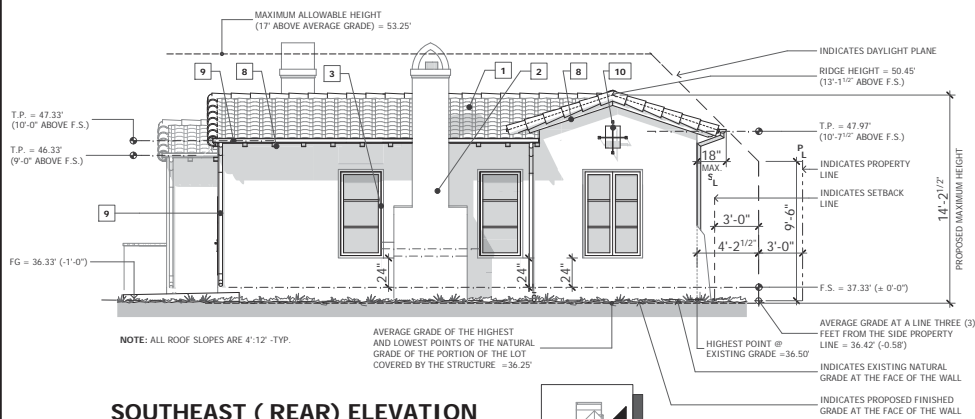 MAXIMUM ALLOWABLE HEIGHT
(17' ABOVE AVERAGE GRADE) = 53.25'
INDICATES DAYLIGHT PLANE
RIDGE HEIGHT = 50.45'
(13'-1 1/2" ABOVE F.S.)
9
8
3
1
2
8
10
T.P. = 47.33'
(10'-0" ABOVE F.S.)
T.P. = 46.33'
(9'-0" ABOVE F.S.)
T.P. = 47.97'
(10'-7 1/2" ABOVE F.S.)
18"
MAX.
S
L
P
L
INDICATES PROPERTY
LINE
INDICATES SETBACK
LINE
9
3'-0"
9'-6"
4'-2 1/2"
3'-0"
14'-2 1/2"
PROPOSED MAXIMUM HEIGHT
FG = 36.33' (-1'-0")
24"
24"
24"
F.S. = 37.33' (± 0'-0")
NOTE: ALL ROOF SLOPES ARE 4':12' -TYP.
AVERAGE GRADE OF THE HIGHEST
AND LOWEST POINTS OF THE NATURAL
GRADE OF THE PORTION OF THE LOT
COVERED BY THE STRUCTURE =36.25'
HIGHEST POINT @
EXISTING GRADE =36.50'
AVERAGE GRADE AT A LINE THREE (3)
FEET FROM THE SIDE PROPERTY
LINE = 36.42' (-0.58')
INDICATES EXISTING NATURAL
GRADE AT THE FACE OF THE WALL
INDICATES PROPOSED FINISHED
GRADE AT THE FACE OF THE WALL
SOUTHEAST ( REAR) ELEVATION